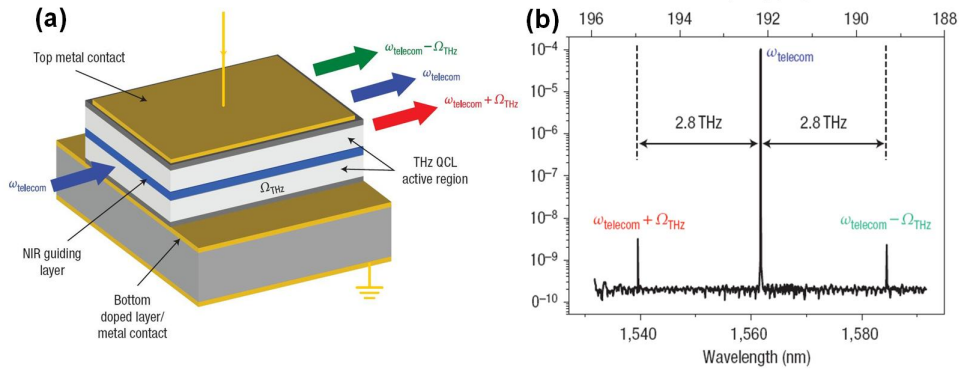 (a)
Top metal contact
ω_telecom − Ω_THz
ω_telecom
ω_telecom + Ω_THz
THz QCL
active region
Ω_THz
ω_telecom
NIR guiding
layer
Bottom
doped layer/
metal contact
(b)
196 194 192 190 188
10⁻⁴
10⁻⁵
10⁻⁶
10⁻⁷
10⁻⁸
10⁻⁹
10⁻¹⁰
ω_telecom
2.8 THz 2.8 THz
ω_telecom + Ω_THz
ω_telecom − Ω_THz
1,540 1,560 1,580
Wavelength (nm)